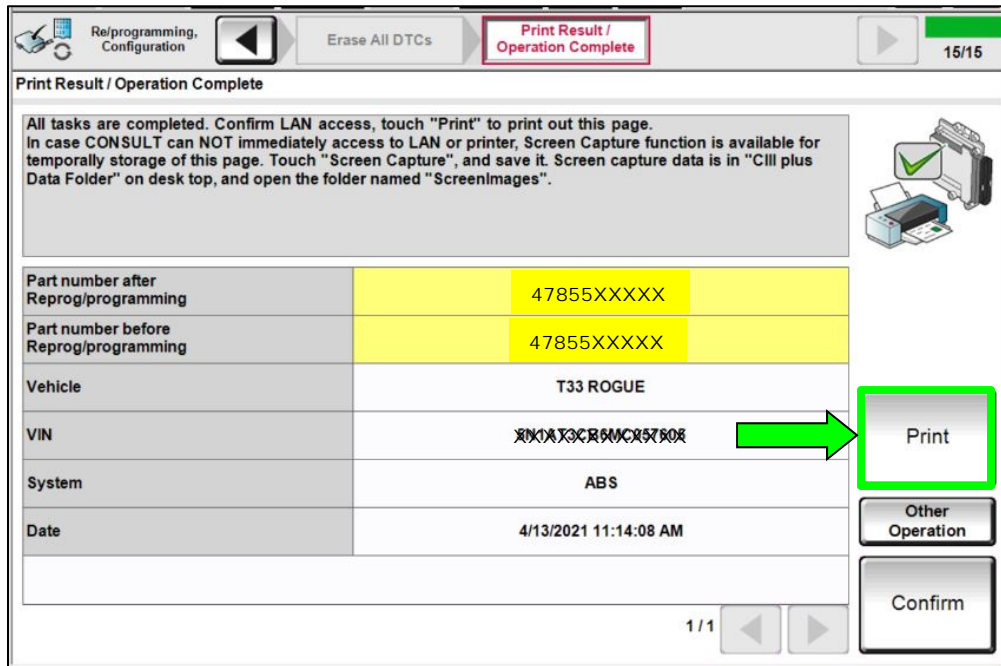 Re/programming,
Configuration
Erase All DTCs
Print Result /
Operation Complete
15/15
Print Result / Operation Complete
All tasks are completed. Confirm LAN access, touch "Print" to print out this page.
In case CONSULT can NOT immediately access to LAN or printer, Screen Capture function is available for
temporally storage of this page. Touch "Screen Capture", and save it. Screen capture data is in "CIII plus
Data Folder" on desk top, and open the folder named "ScreenImages".
Part number after
Reprog/programming
47855XXXXX
Part number before
Reprog/programming
47855XXXXX
Vehicle
T33 ROGUE
VIN
Print
System
ABS
Date
4/13/2021 11:14:08 AM
Other
Operation
Confirm
1/1